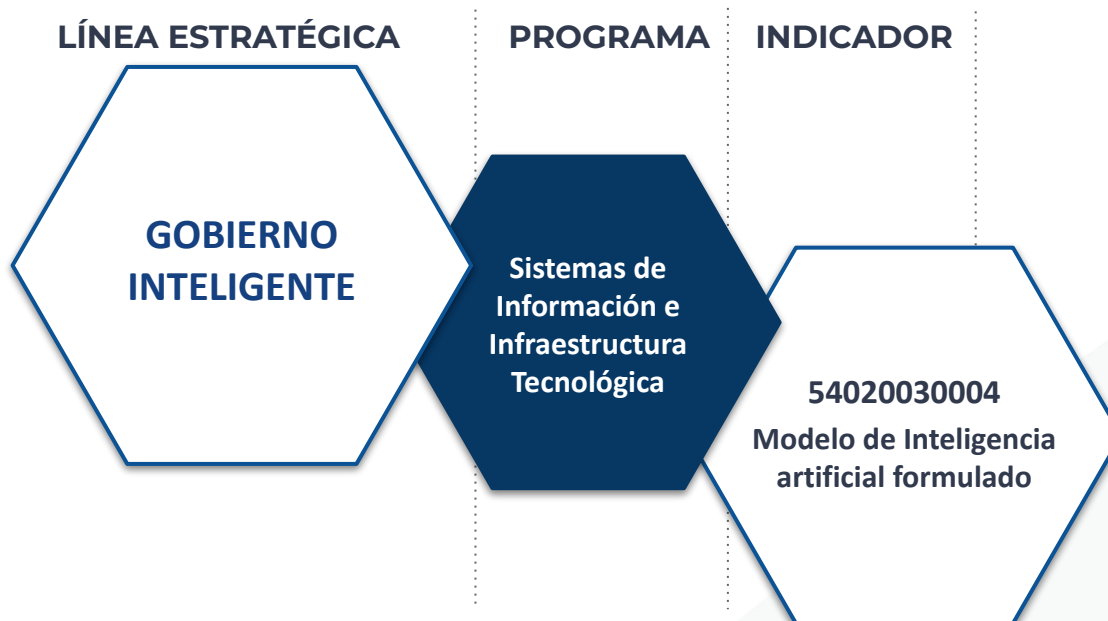 LÍNEA ESTRATÉGICA
PROGRAMA
INDICADOR
GOBIERNO
INTELIGENTE
Sistemas de
Información e
Infraestructura
Tecnológica
54020030004
Modelo de Inteligencia
artificial formulado